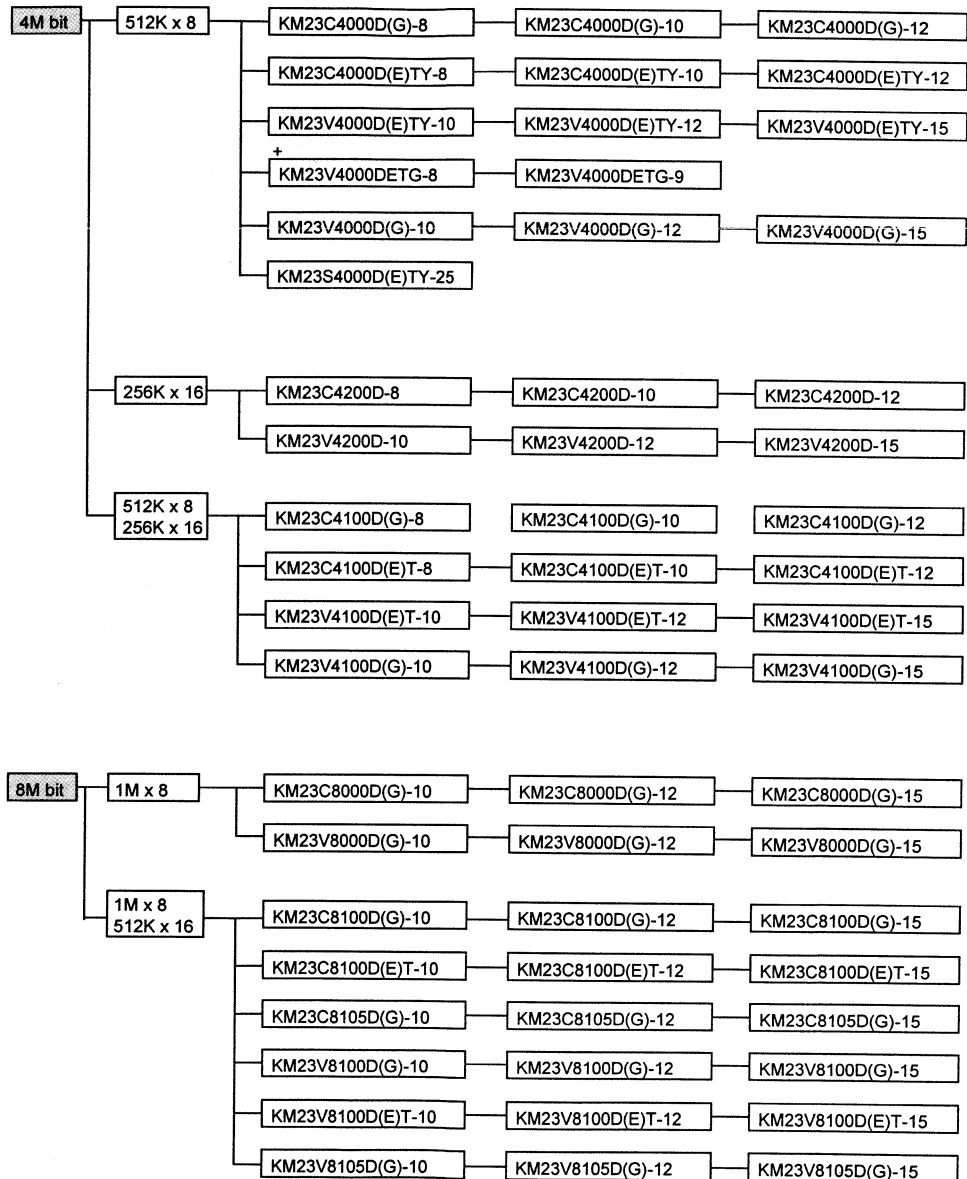 4M bit
512K x 8
KM23C4000D(G)-8
KM23C4000D(G)-10
KM23C4000D(G)-12
KM23C4000D(E)TY-8
KM23C4000D(E)TY-10
KM23C4000D(E)TY-12
KM23V4000D(E)TY-10
KM23V4000D(E)TY-12
KM23V4000D(E)TY-15
+
KM23V4000DETG-8
KM23V4000DETG-9
KM23V4000D(G)-10
KM23V4000D(G)-12
KM23V4000D(G)-15
KM23S4000D(E)TY-25
256K x 16
KM23C4200D-8
KM23C4200D-10
KM23C4200D-12
KM23V4200D-10
KM23V4200D-12
KM23V4200D-15
512K x 8
256K x 16
KM23C4100D(G)-8
KM23C4100D(G)-10
KM23C4100D(G)-12
KM23C4100D(E)T-8
KM23C4100D(E)T-10
KM23C4100D(E)T-12
KM23V4100D(E)T-10
KM23V4100D(E)T-12
KM23V4100D(E)T-15
KM23V4100D(G)-10
KM23V4100D(G)-12
KM23V4100D(G)-15
8M bit
1M x 8
KM23C8000D(G)-10
KM23C8000D(G)-12
KM23C8000D(G)-15
KM23V8000D(G)-10
KM23V8000D(G)-12
KM23V8000D(G)-15
1M x 8
512K x 16
KM23C8100D(G)-10
KM23C8100D(G)-12
KM23C8100D(G)-15
KM23C8100D(E)T-10
KM23C8100D(E)T-12
KM23C8100D(E)T-15
KM23C8105D(G)-10
KM23C8105D(G)-12
KM23C8105D(G)-15
KM23V8100D(G)-10
KM23V8100D(G)-12
KM23V8100D(G)-15
KM23V8100D(E)T-10
KM23V8100D(E)T-12
KM23V8100D(E)T-15
KM23V8105D(G)-10
KM23V8105D(G)-12
KM23V8105D(G)-15